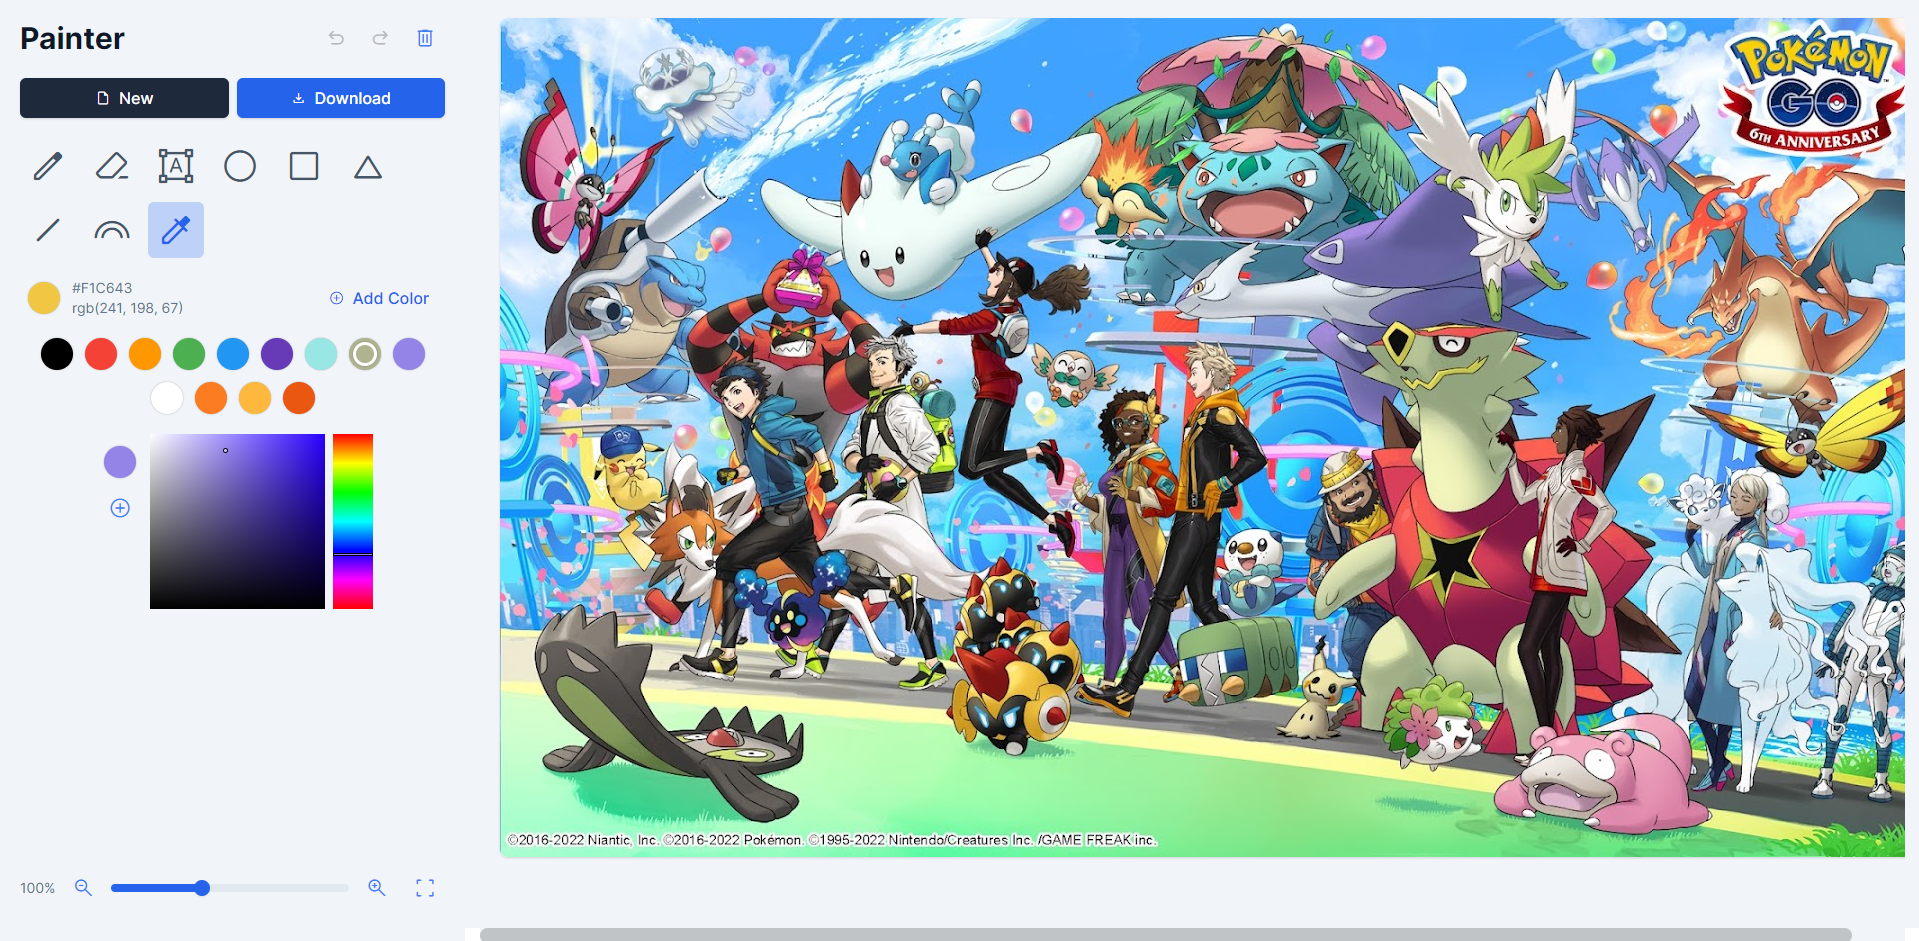 Painter
New
Download
A
#F1C643
rgb(241, 198, 67)
Add Color
100%
POKÉMON
GO
6TH ANNIVERSARY
©2016-2022 Niantic, Inc. ©2016-2022 Pokémon. ©1995-2022 Nintendo/Creatures Inc. /GAME FREAK inc.